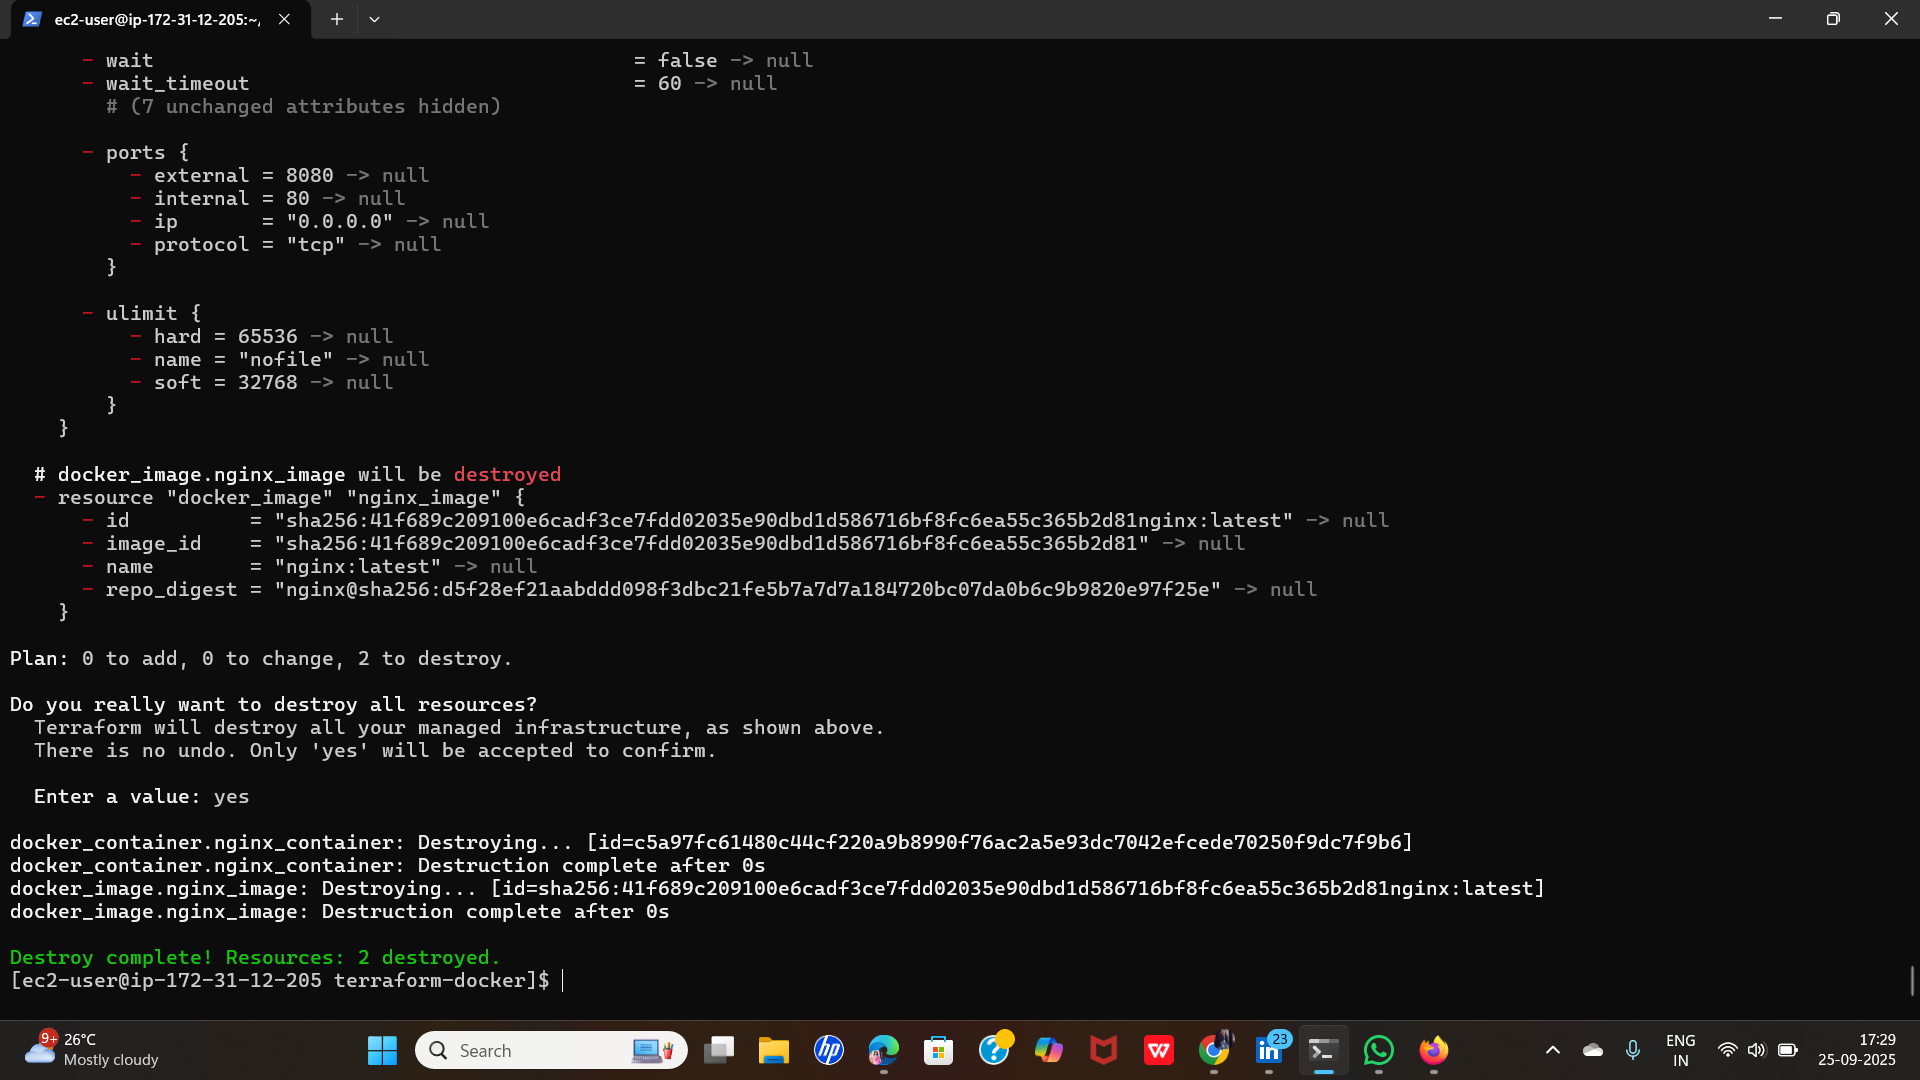 ec2-user@ip-172-31-12-205:~/
- wait = false -> null
- wait_timeout = 60 -> null
# (7 unchanged attributes hidden)
- ports {
- external = 8080 -> null
- internal = 80 -> null
- ip = "0.0.0.0" -> null
- protocol = "tcp" -> null
}
- ulimit {
- hard = 65536 -> null
- name = "nofile" -> null
- soft = 32768 -> null
}
}
# docker_image.nginx_image will be destroyed
- resource "docker_image" "nginx_image" {
- id = "sha256:41f689c209100e6cadf3ce7fdd02035e90dbd1d586716bf8fc6ea55c365b2d81nginx:latest" -> null
- image_id = "sha256:41f689c209100e6cadf3ce7fdd02035e90dbd1d586716bf8fc6ea55c365b2d81" -> null
- name = "nginx:latest" -> null
- repo_digest = "nginx@sha256:d5f28ef21aabddd098f3dbc21fe5b7a7d7a184720bc07da0b6c9b9820e97f25e" -> null
}
Plan: 0 to add, 0 to change, 2 to destroy.
Do you really want to destroy all resources?
Terraform will destroy all your managed infrastructure, as shown above.
There is no undo. Only 'yes' will be accepted to confirm.
Enter a value: yes
docker_container.nginx_container: Destroying... [id=c5a97fc61480c44cf220a9b8990f76ac2a5e93dc7042efcede70250f9dc7f9b6]
docker_container.nginx_container: Destruction complete after 0s
docker_image.nginx_image: Destroying... [id=sha256:41f689c209100e6cadf3ce7fdd02035e90dbd1d586716bf8fc6ea55c365b2d81nginx:latest]
docker_image.nginx_image: Destruction complete after 0s
Destroy complete! Resources: 2 destroyed.
[ec2-user@ip-172-31-12-205 terraform-docker]$
9+
26°C
Mostly cloudy
Search
hp
23
in
ENG
IN
17:29
25-09-2025